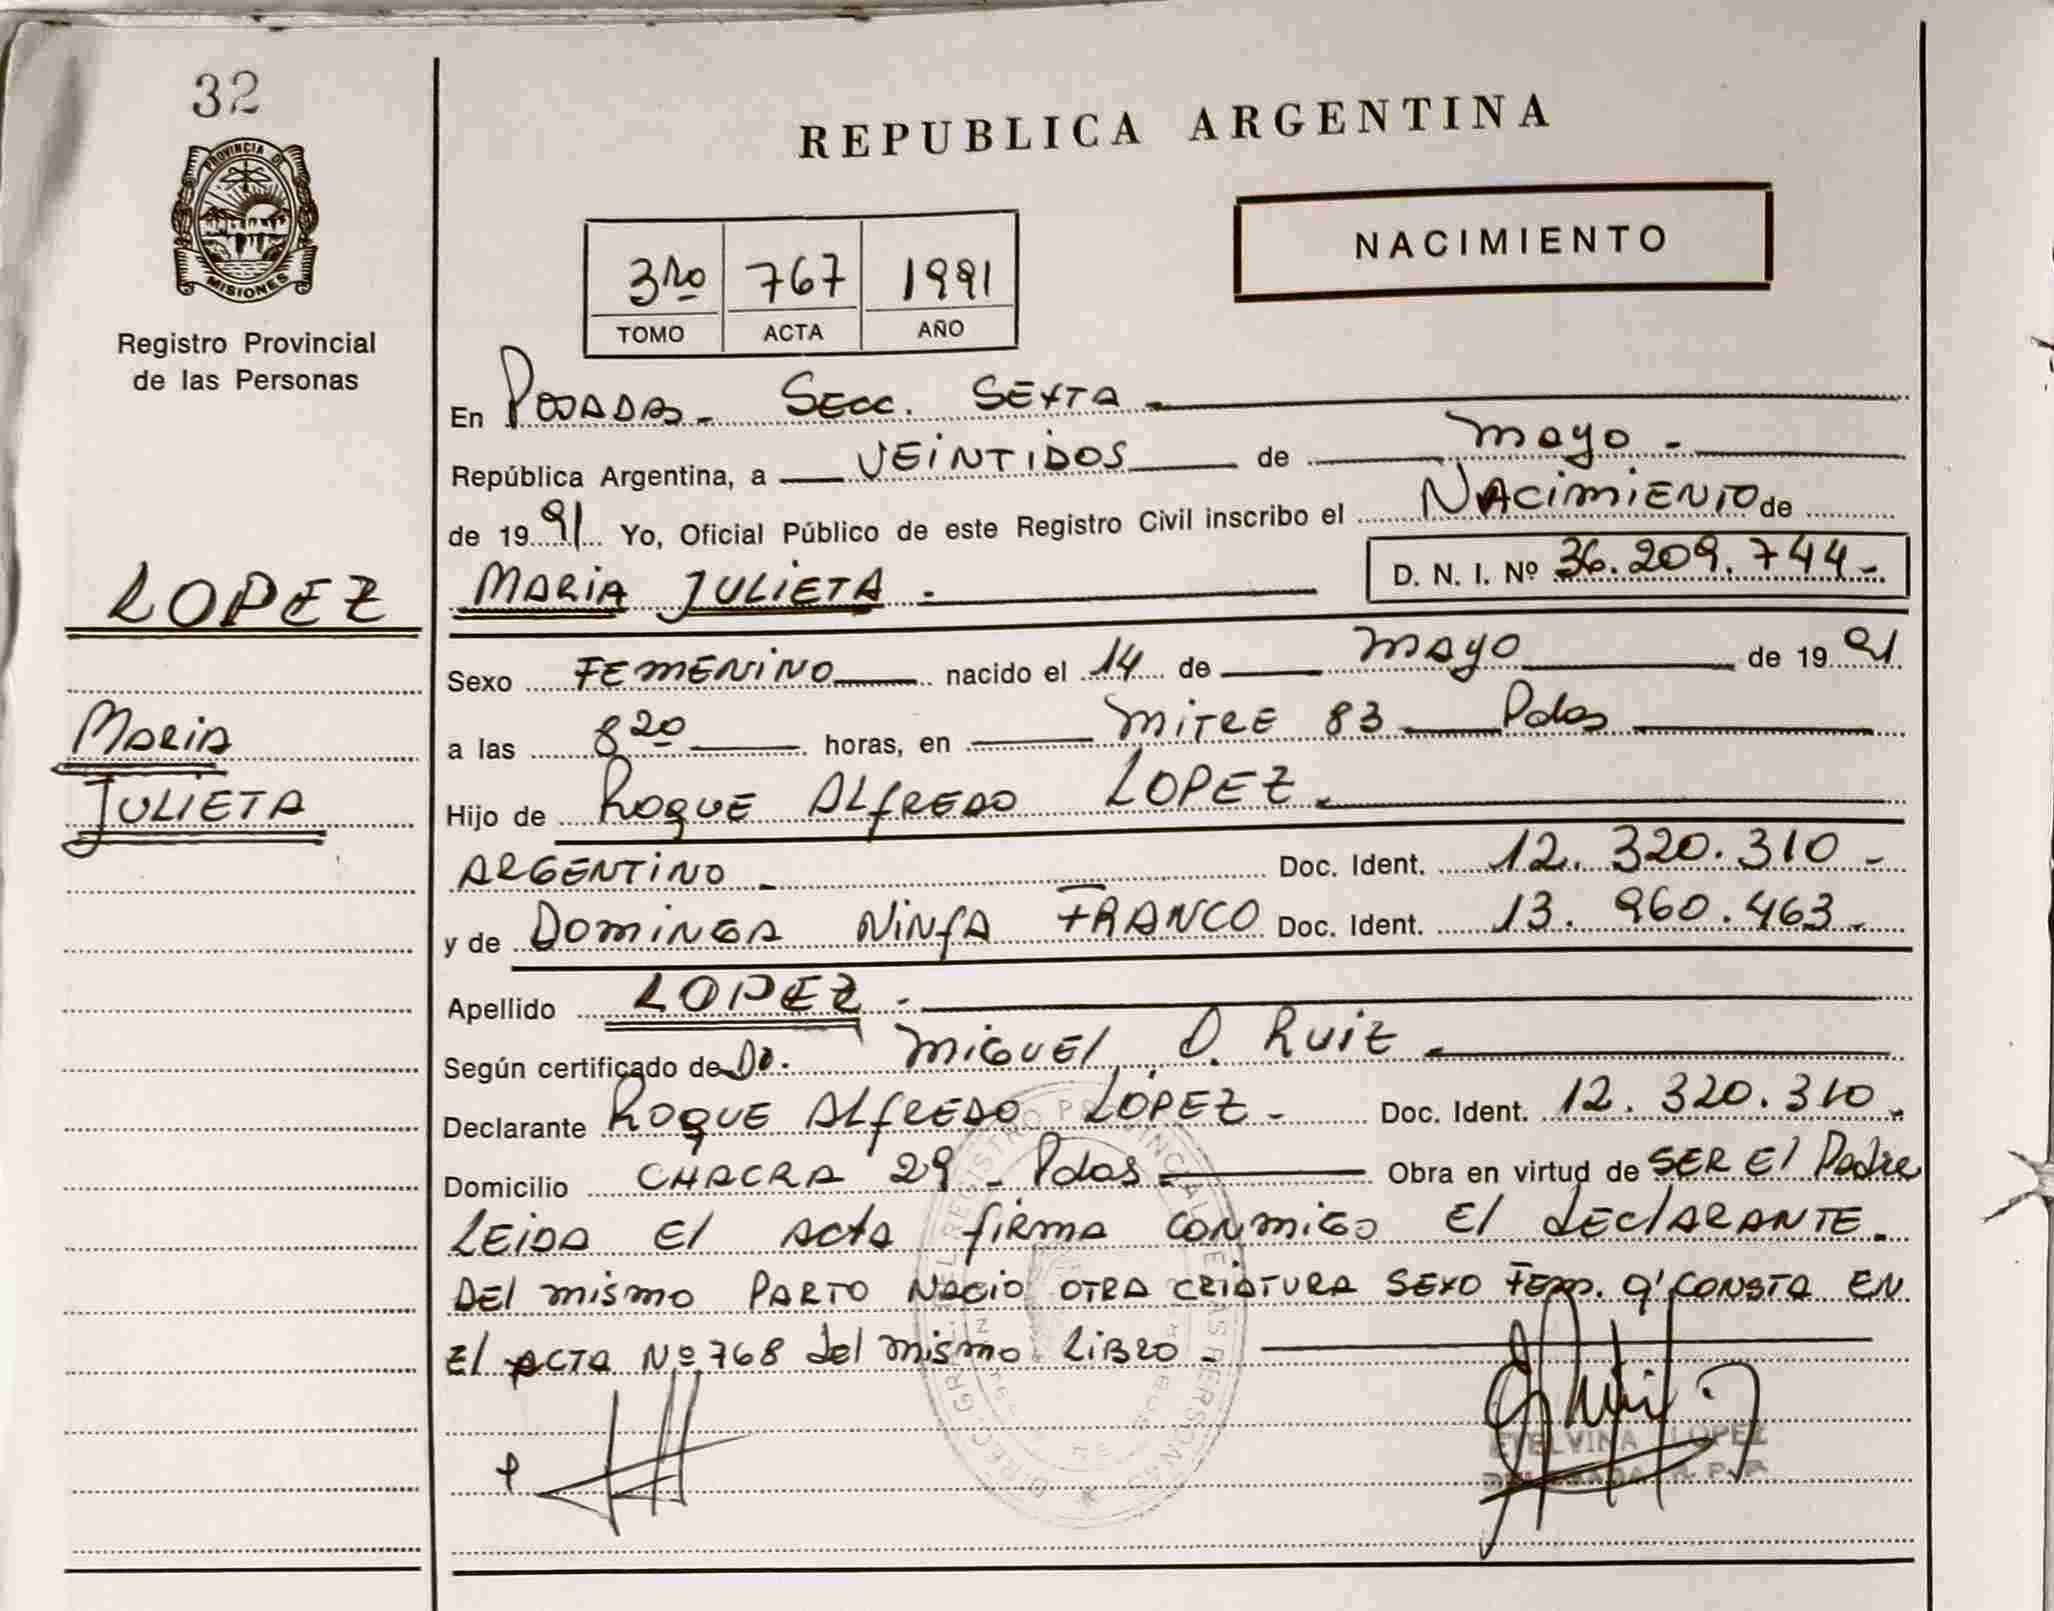 32
PROVINCIA DE
MISIONES
Registro Provincial
de las Personas
LOPEZ
MARIA
JULIETA
REPUBLICA ARGENTINA
NACIMIENTO
3ro 767 1991
TOMO ACTA AÑO
En POSADAS - SECC. SEXTA
República Argentina, a VEINTIDOS de mayo -
de 1991 Yo, Oficial Público de este Registro Civil inscribo el NACIMIENTO de
MARIA JULIETA - D. N. I. Nº 36.209.744-
Sexo FEMENINO nacido el 14 de mayo de 1991
a las 8 20 horas, en MITRE 83 Pdas
Hijo de ROQUE ALFREDO LOPEZ.
ARGENTINO - Doc. Ident. 12.320.310 -
y de DOMINGA NINFA FRANCO Doc. Ident. 13.960.463 -
Apellido LOPEZ -
Según certificado de Dr. MIGUEL D. RUIZ -
Declarante ROQUE ALFREDO LOPEZ - Doc. Ident. 12.320.310 -
Domicilio CHACRA 29 - Pdas Obra en virtud de SER El Padre
LEIDA El Acta firma conmigo El declARANTE.
DEl mismo PARTO NACIO OTRA CRIATURA SEXO FEM. q' CONSTA EN
El ACTA Nº 768 del mismo LIBRO -
ETELVINA LOPEZ